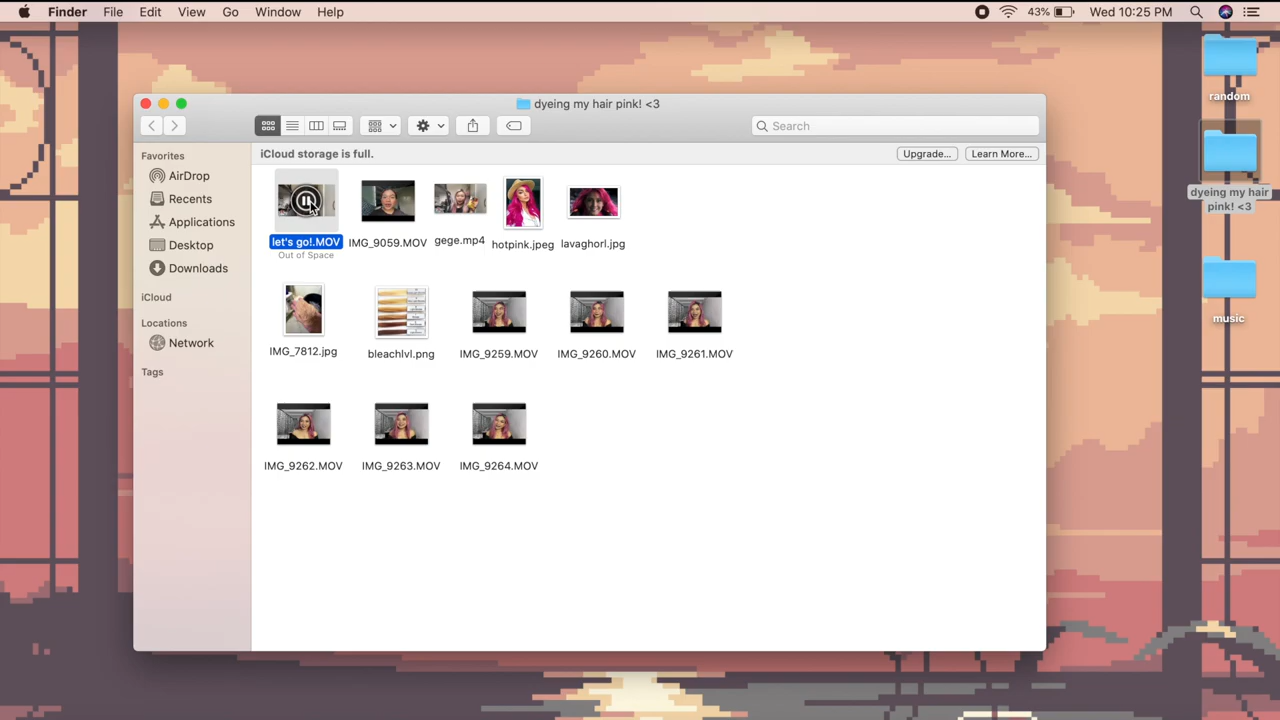 Finder File Edit View Go Window Help 43% Wed 10:25 PM
random
dyeing my hair
pink! <3
music
dyeing my hair pink! <3
Search
Favorites
AirDrop
Recents
Applications
Desktop
Downloads
iCloud
Locations
Network
Tags
iCloud storage is full. Upgrade... Learn More...
let's go!.MOV IMG_9059.MOV gege.mp4 hotpink.jpeg lavaghorl.jpg
Out of Space
IMG_7812.jpg bleachlvl.png IMG_9259.MOV IMG_9260.MOV IMG_9261.MOV
IMG_9262.MOV IMG_9263.MOV IMG_9264.MOV